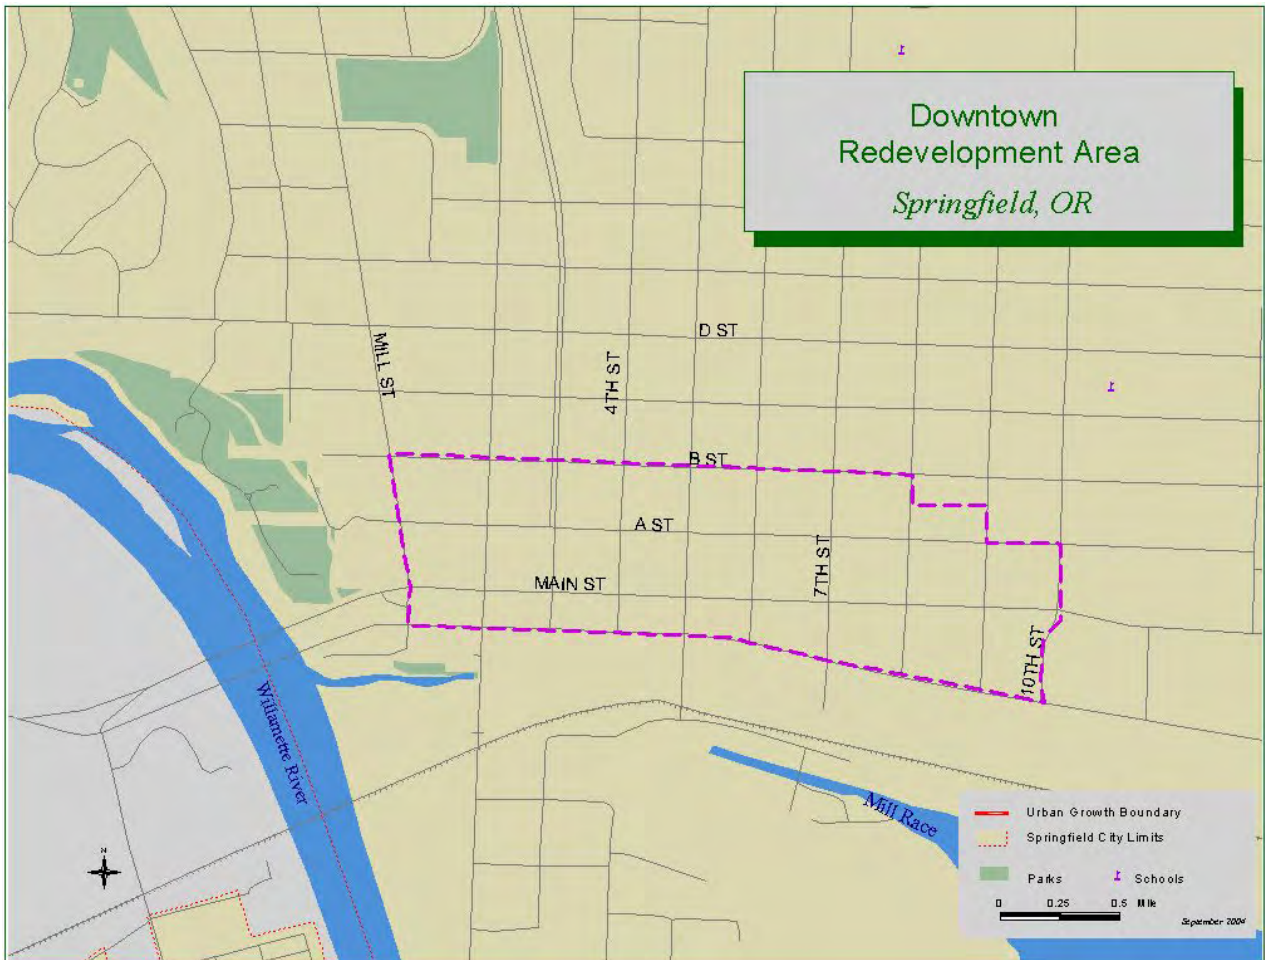 Downtown
Redevelopment Area
Springfield, OR
D ST
MILL ST
4TH ST
B ST
A ST
7TH ST
MAIN ST
10TH ST
Willamette River
Mill Race
N
Urban Growth Boundary
Springfield City Limits
Parks
Schools
0 0.25 0.5 Mile
September 2004